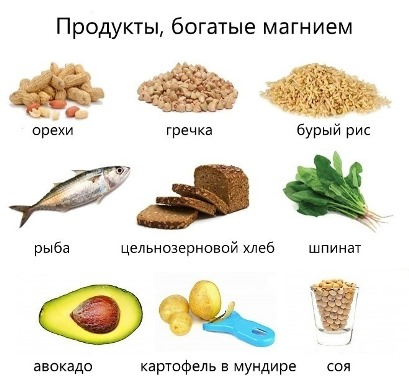 Продукты, богатые магнием
орехи
гречка
бурый рис
рыба
цельнозерновой хлеб
шпинат
авокадо
картофель в мундире
соя